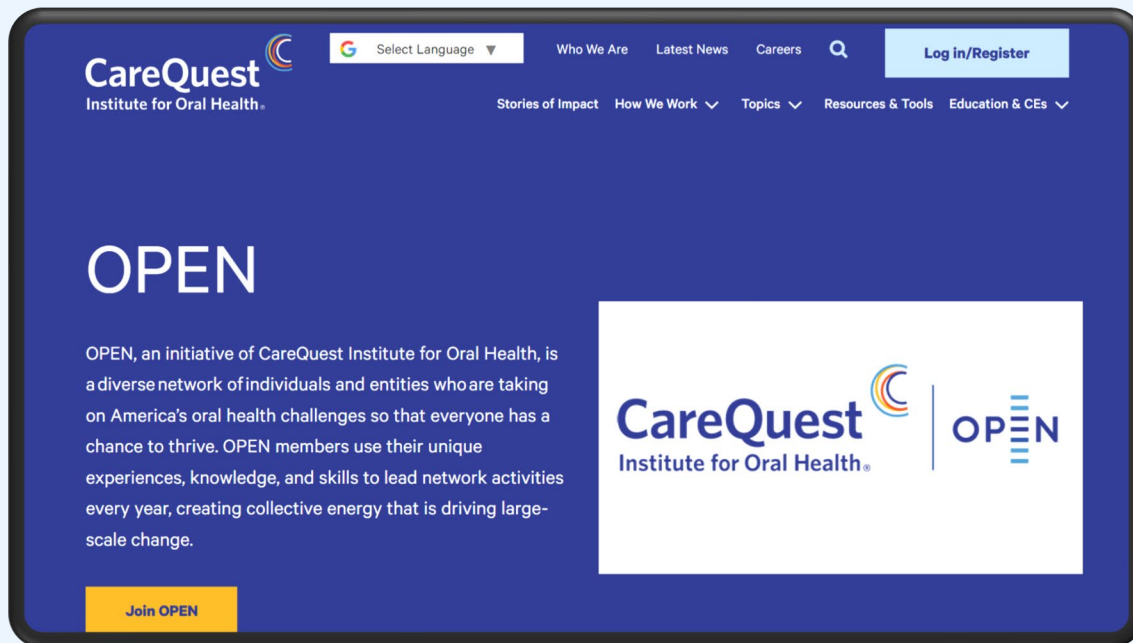 CareQuest
Institute for Oral Health®
Select Language ▼
Who We Are
Latest News
Careers
Log in/Register
Stories of Impact
How We Work
Topics
Resources & Tools
Education & CEs
OPEN
OPEN, an initiative of CareQuest Institute for Oral Health, is
a diverse network of individuals and entities who are taking
on America’s oral health challenges so that everyone has a
chance to thrive. OPEN members use their unique
experiences, knowledge, and skills to lead network activities
every year, creating collective energy that is driving large-
scale change.
Join OPEN
CareQuest
Institute for Oral Health®
OPEN